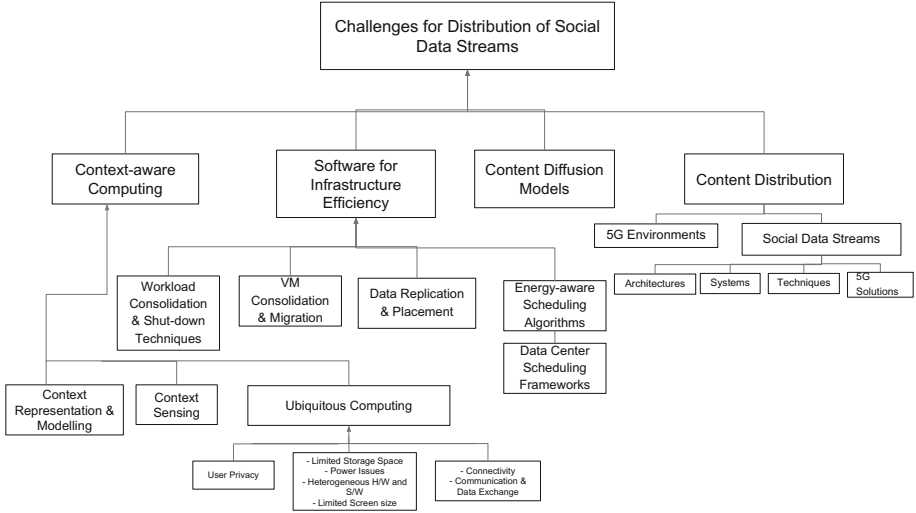 Challenges for Distribution of Social
Data Streams
Context-aware
Computing
Software for
Infrastructure
Efficiency
Content Diffusion
Models
Content Distribution
5G Environments
Social Data Streams
Architectures
Systems
Techniques
5G
Solutions
Workload
Consolidation
& Shut-down
Techniques
VM
Consolidation
& Migration
Data Replication
& Placement
Energy-aware
Scheduling
Algorithms
Data Center
Scheduling
Frameworks
Context
Representation &
Modelling
Context
Sensing
Ubiquitous Computing
User Privacy
- Limited Storage Space
- Power Issues
- Heterogeneous H/W and
S/W
- Limited Screen size
- Connectivity
- Communication &
Data Exchange